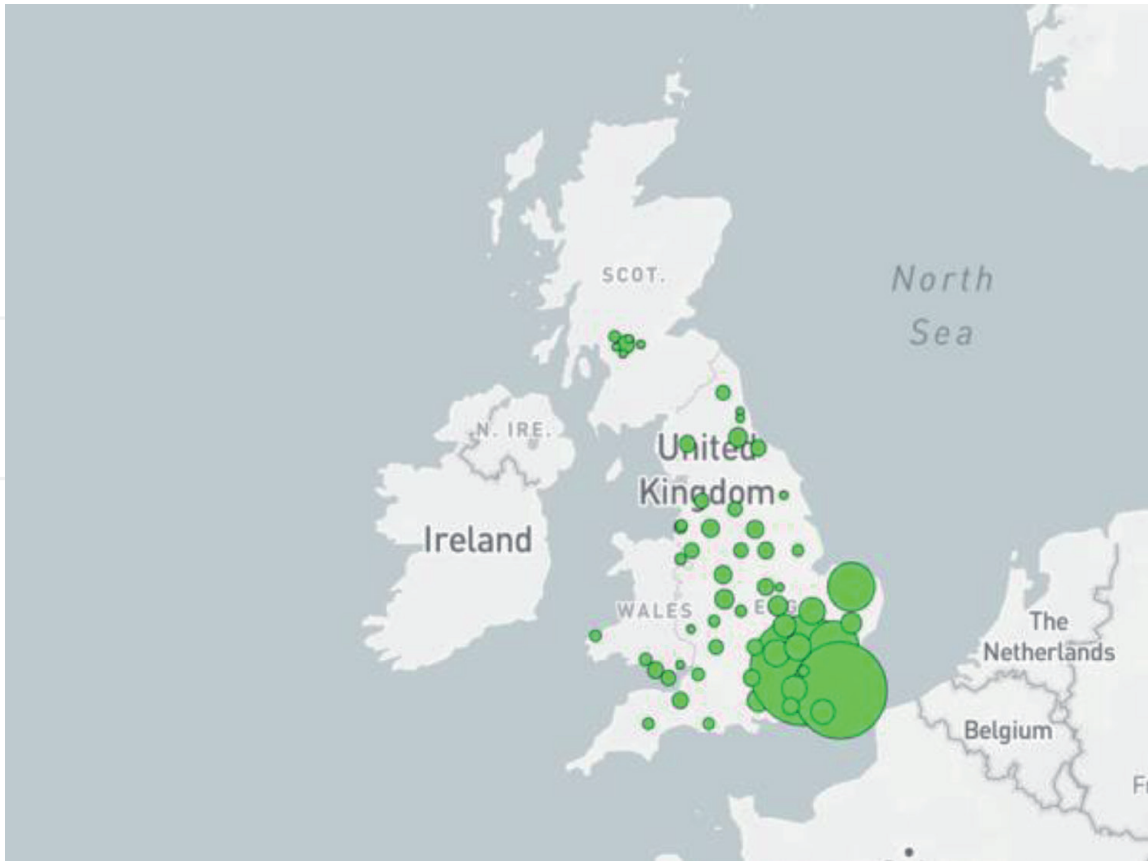 SCOT.
North
Sea
N. IRE.
United
Kingdom
Ireland
WALES
The
Netherlands
Belgium